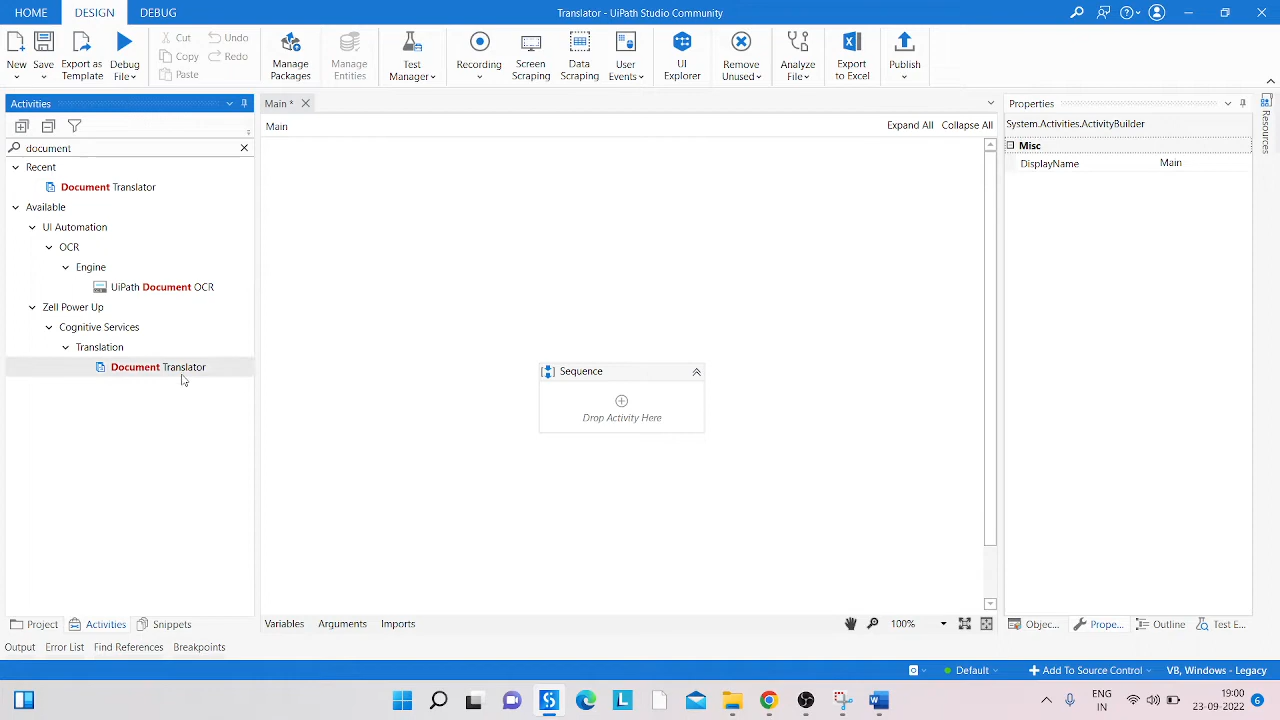 HOME DESIGN DEBUG Translator - UiPath Studio Community
New Save Export as Template Debug File Cut Copy Paste Undo Redo Manage Packages Manage Entities Test Manager Recording Screen Scraping Data Scraping User Events UI Explorer Remove Unused Analyze File Export to Excel Publish
Activities
document
Recent
Document Translator
Available
UI Automation
OCR
Engine
UiPath Document OCR
Zell Power Up
Cognitive Services
Translation
Document Translator
Main *
Main Expand All Collapse All
Sequence
Drop Activity Here
Properties
System.Activities.ActivityBuilder
Misc
DisplayName Main
Resources
Project Activities Snippets
Variables Arguments Imports 100%
Objec... Prope... Outline Test E...
Output Error List Find References Breakpoints
Default Add To Source Control VB, Windows - Legacy
ENG IN 19:00 23-09-2022 6